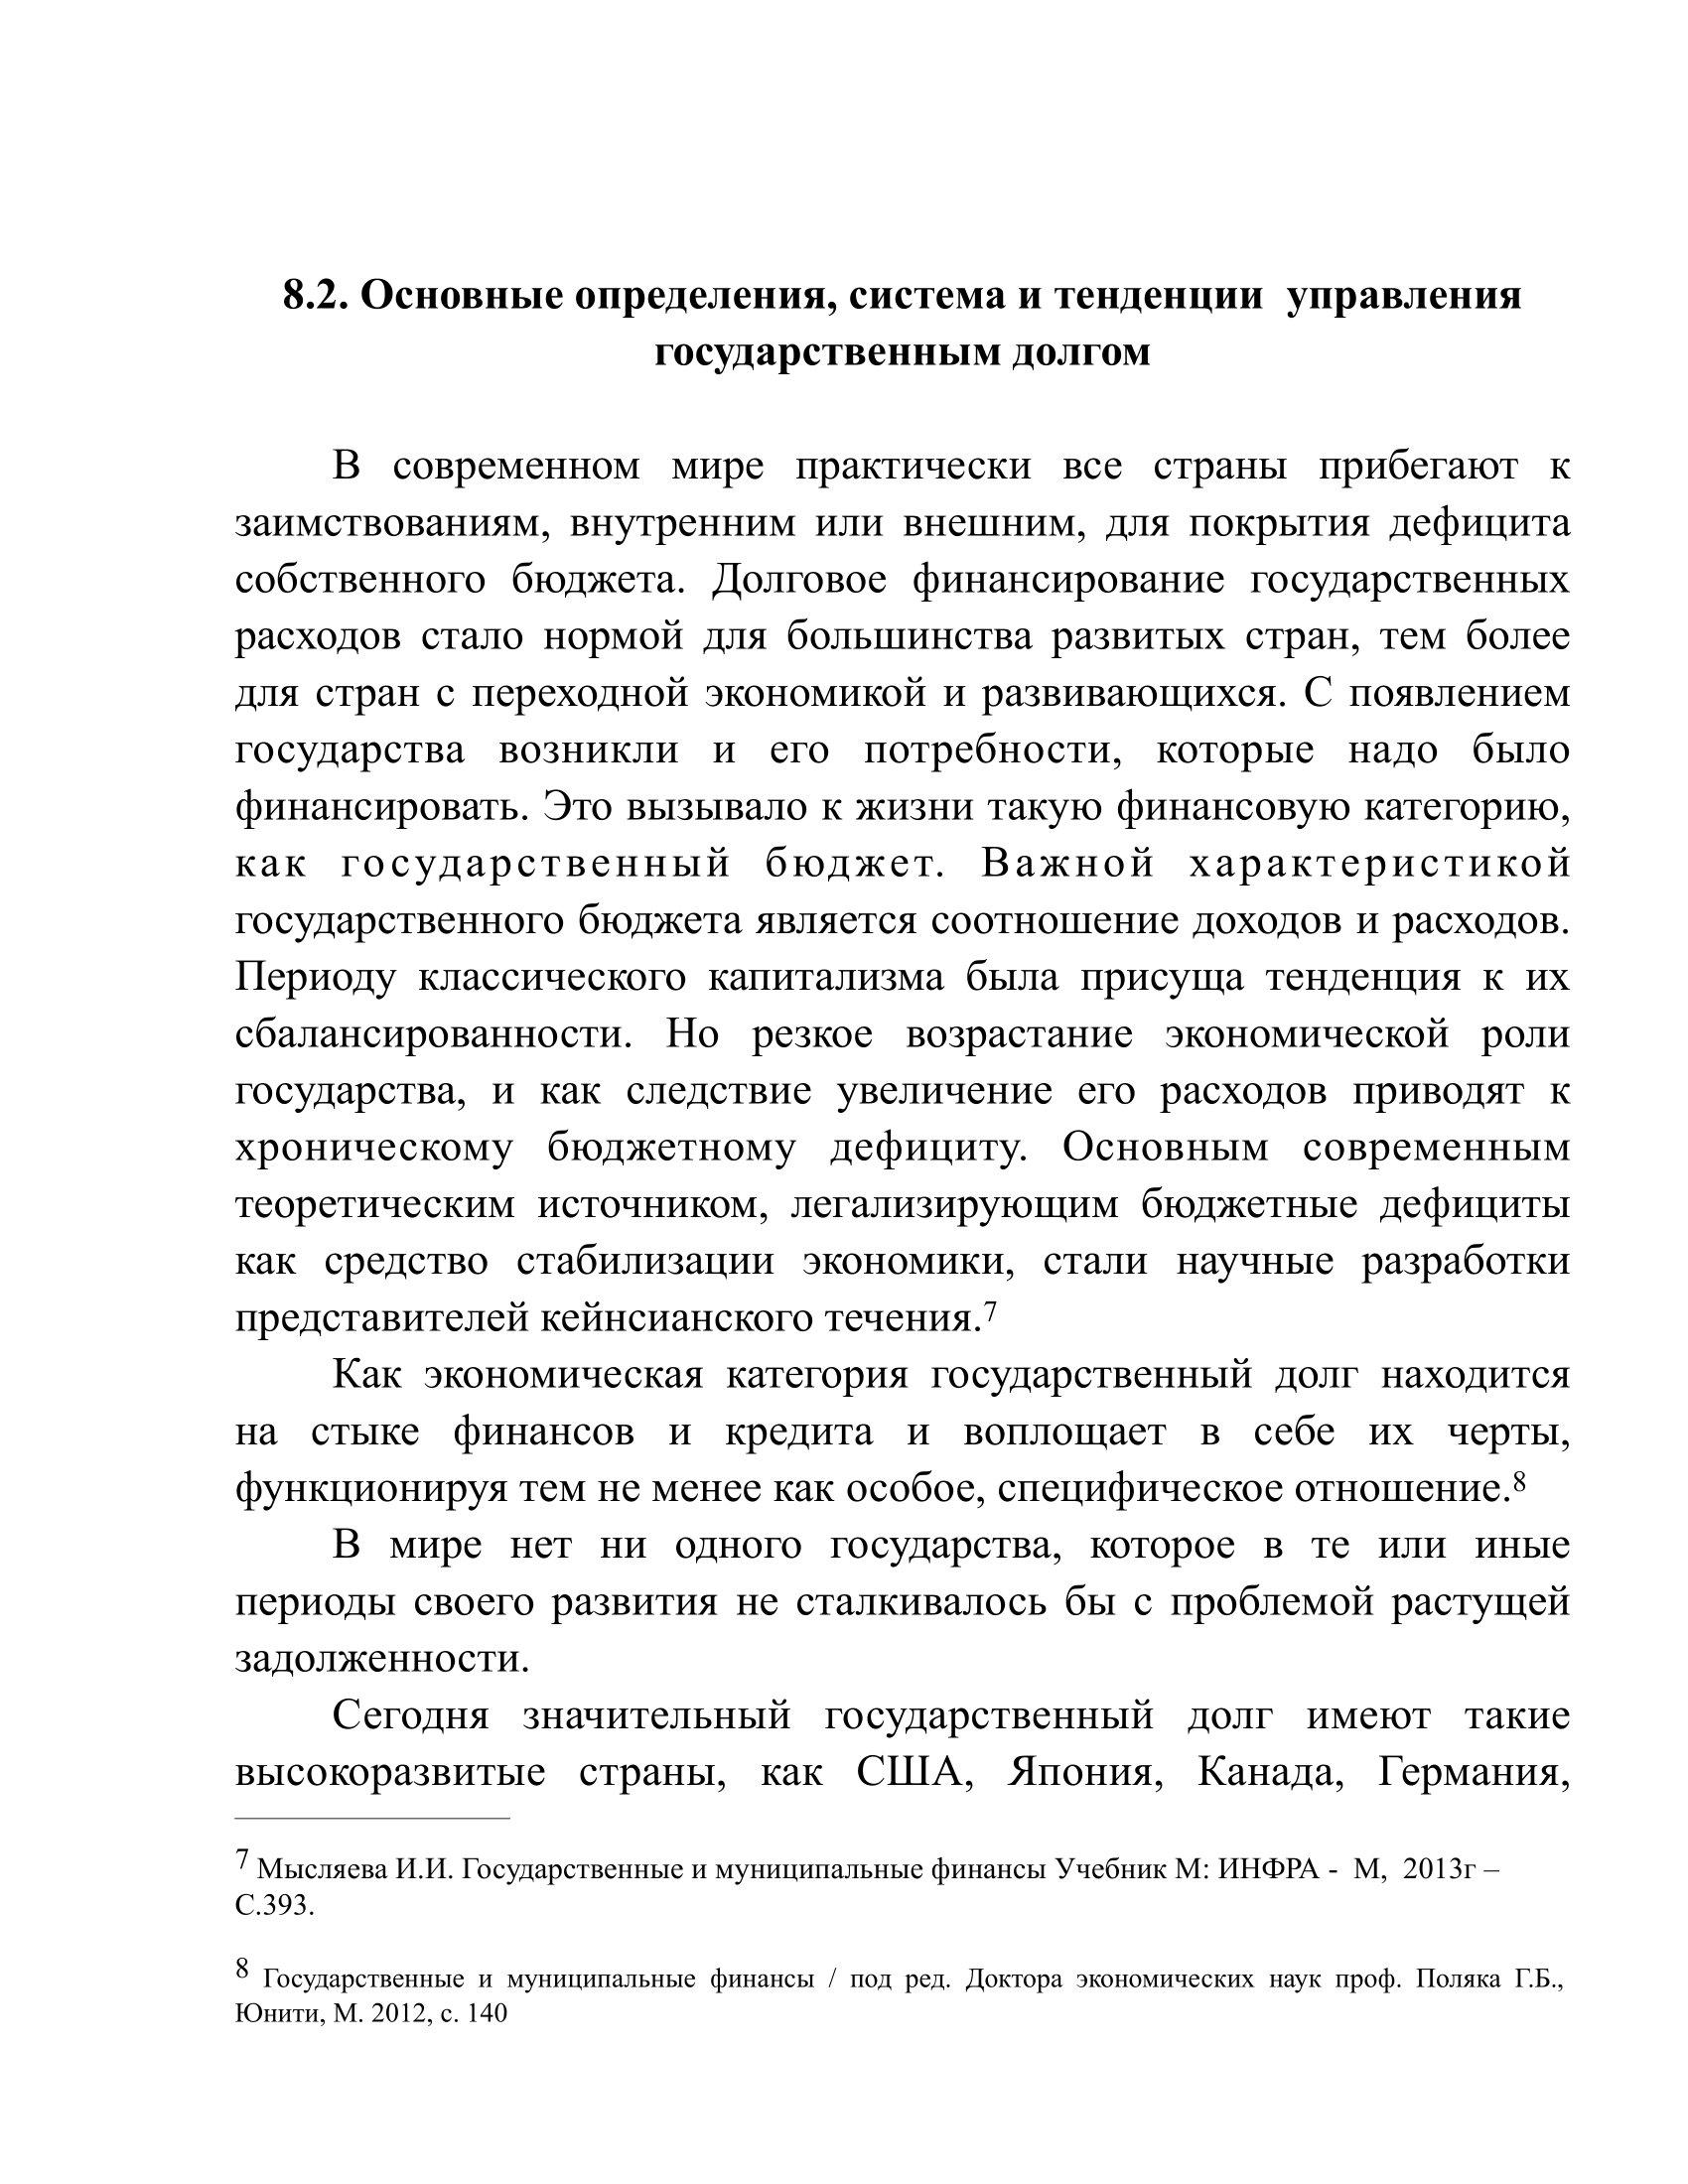 8.2. Основные определения, система и тенденции  управления
государственным долгом
В современном мире практически все страны прибегают к
заимствованиям, внутренним или внешним, для покрытия дефицита
собственного бюджета. Долговое финансирование государственных
расходов стало нормой для большинства развитых стран, тем более
для стран с переходной экономикой и развивающихся. С появлением
государства возникли и его потребности, которые надо было
финансировать. Это вызывало к жизни такую финансовую категорию,
как государственный бюджет. Важной характеристикой
государственного бюджета является соотношение доходов и расходов.
Периоду классического капитализма была присуща тенденция к их
сбалансированности. Но резкое возрастание экономической роли
государства, и как следствие увеличение его расходов приводят к
хроническому бюджетному дефициту. Основным современным
теоретическим источником, легализирующим бюджетные дефициты
как средство стабилизации экономики, стали научные разработки
представителей кейнсианского течения.7
Как экономическая категория государственный долг находится
на стыке финансов и кредита и воплощает в себе их черты,
функционируя тем не менее как особое, специфическое отношение.8
В мире нет ни одного государства, которое в те или иные
периоды своего развития не сталкивалось бы с проблемой растущей
задолженности.
Сегодня значительный государственный долг имеют такие
высокоразвитые страны, как США, Япония, Канада, Германия,
7 Мысляева И.И. Государственные и муниципальные финансы Учебник М: ИНФРА -  М,  2013г –
С.393.
8 Государственные и муниципальные финансы / под ред. Доктора экономических наук проф. Поляка Г.Б.,
Юнити, М. 2012, с. 140